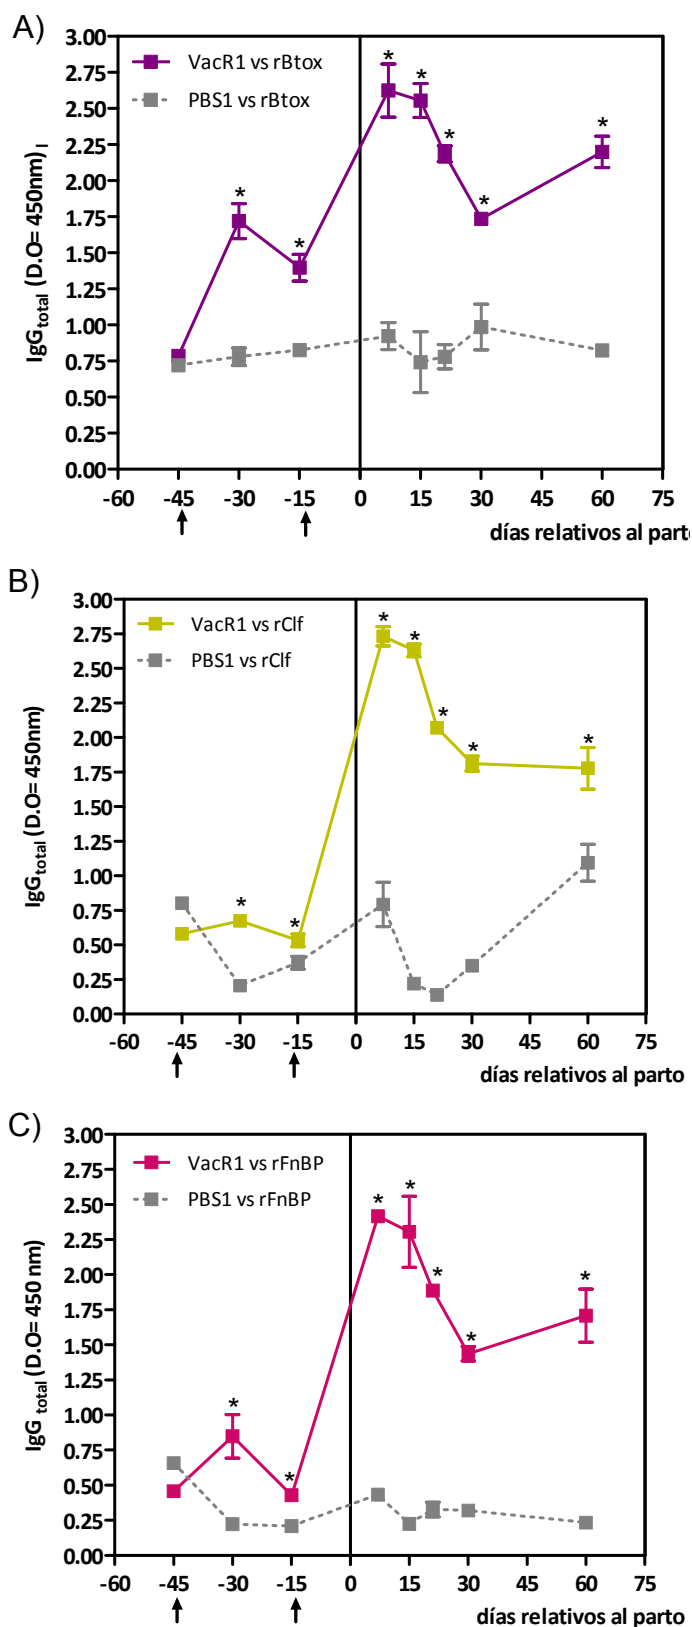 A)
3.00
2.75
2.50
2.25
2.00
1.75
1.50
1.25
1.00
0.75
0.50
0.25
0.00
IgG total (D.O= 450nm)
VacR1 vs rBtox
PBS1 vs rBtox
* * * * * * *
-60 -45 -30 -15 0 15 30 45 60 75
días relativos al parto
B)
3.00
2.75
2.50
2.25
2.00
1.75
1.50
1.25
1.00
0.75
0.50
0.25
0.00
IgG total (D.O= 450nm)
VacR1 vs rClf
PBS1 vs rClf
* * * * * * *
-60 -45 -30 -15 0 15 30 45 60 75
días relativos al parto
C)
3.00
2.75
2.50
2.25
2.00
1.75
1.50
1.25
1.00
0.75
0.50
0.25
0.00
IgG total (D.O= 450 nm)
VacR1 vs rFnBP
PBS1 vs rFnBP
* * * * * * *
-60 -45 -30 -15 0 15 30 45 60 75
días relativos al parto